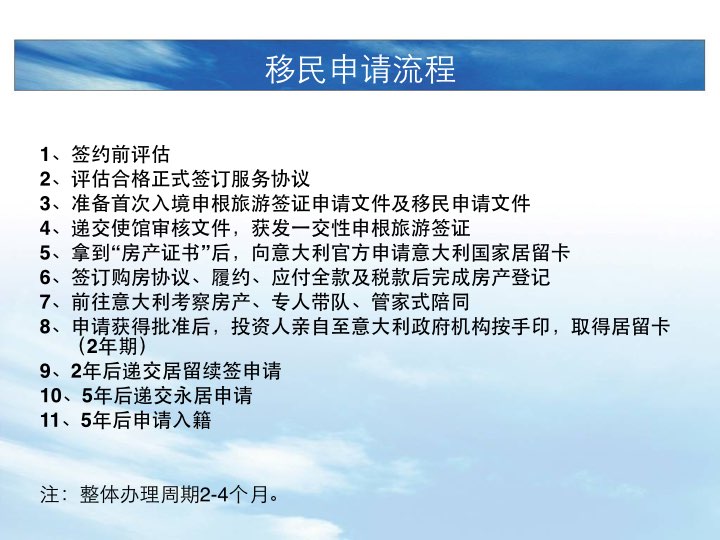 移民申请流程
1、签约前评估
2、评估合格正式签订服务协议
3、准备首次入境申根旅游签证申请文件及移民申请文件
4、递交使馆审核文件，获发一交性申根旅游签证
5、拿到“房产证书”后，向意大利官方申请意大利国家居留卡
6、签订购房协议、履约、应付全款及税款后完成房产登记
7、前往意大利考察房产、专人带队、管家式陪同
8、申请获得批准后，投资人亲自至意大利政府机构按手印，取得居留卡
（2年期）
9、2年后递交居留续签申请
10、5年后递交永居申请
11、5年后申请入籍
注：整体办理周期2-4个月。